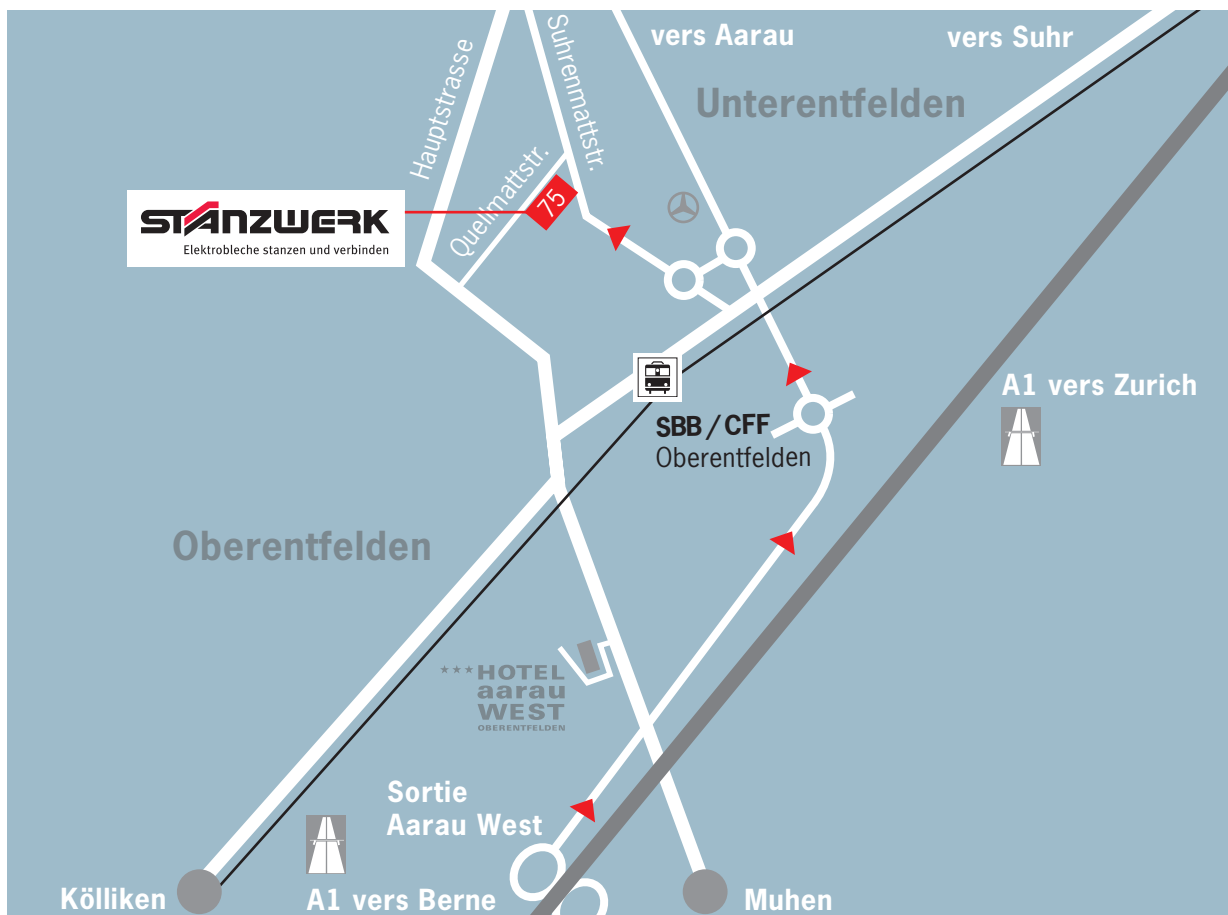 vers Aarau
vers Suhr
Hauptstrasse
Suhrenmattstr.
Unterentfelden
Quellmattstr.
75
STANZWERK
Elektrobleche stanzen und verbinden
A1 vers Zurich
SBB / CFF
Oberentfelden
Oberentfelden
★★★ HOTEL
aarau
WEST
OBERENTFELDEN
Sortie
Aarau West
Kölliken
A1 vers Berne
Muhen